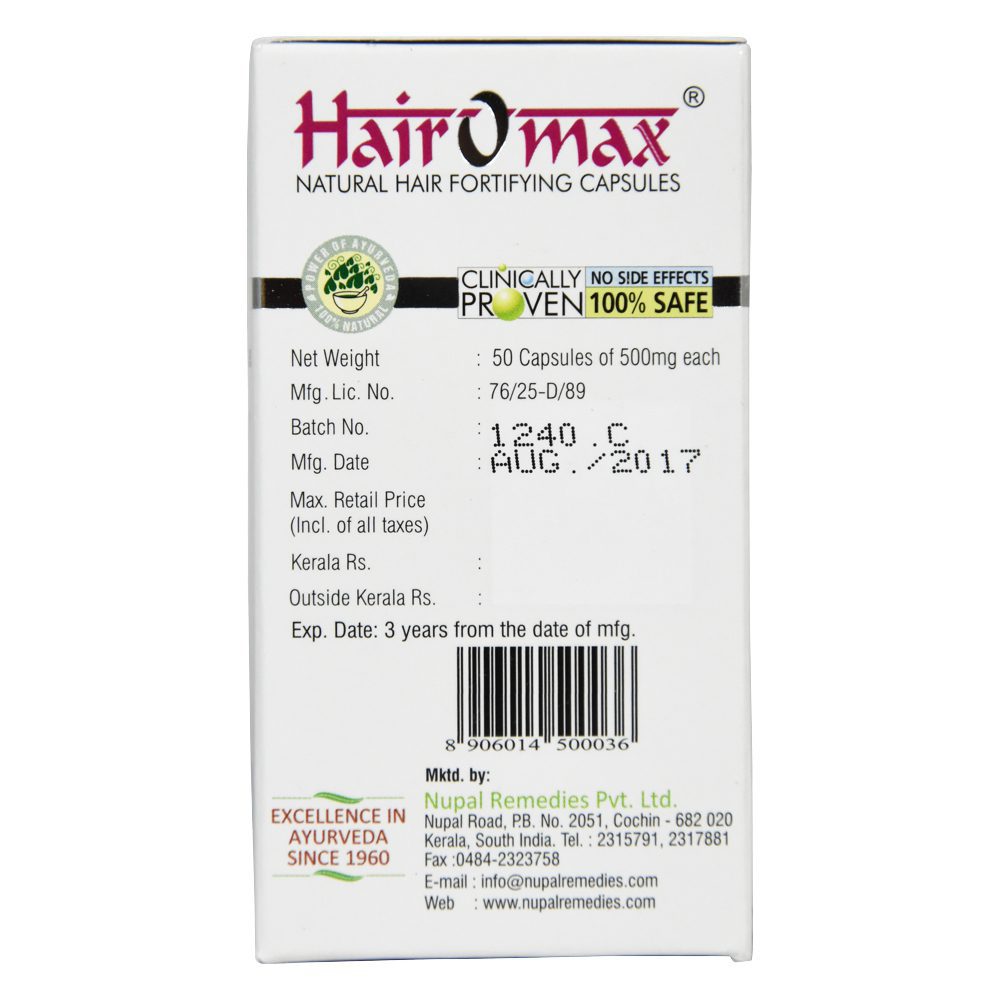 HairOmax®
NATURAL HAIR FORTIFYING CAPSULES
POWER OF AYURVEDA
100% NATURAL
CLINICALLY
PROVEN
NO SIDE EFFECTS
100% SAFE
Net Weight : 50 Capsules of 500mg each
Mfg. Lic. No. : 76/25-D/89
Batch No. : 1240 .C
Mfg. Date : AUG./2017
Max. Retail Price
(Incl. of all taxes)
Kerala Rs. :
Outside Kerala Rs. :
Exp. Date: 3 years from the date of mfg.
8 906014 500036
EXCELLENCE IN
AYURVEDA
SINCE 1960
Mktd. by:
Nupal Remedies Pvt. Ltd.
Nupal Road, P.B. No. 2051, Cochin - 682 020
Kerala, South India. Tel. : 2315791, 2317881
Fax :0484-2323758
E-mail : info@nupalremedies.com
Web : www.nupalremedies.com